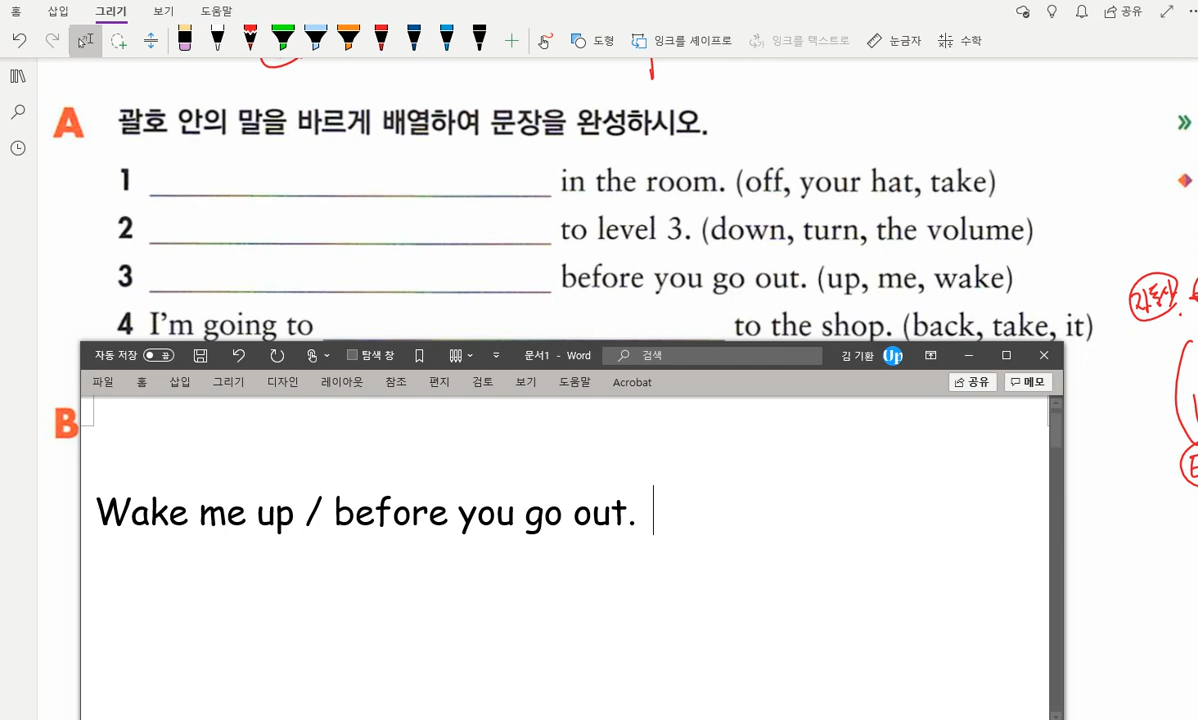 홈 삽입 그리기 보기 도움말 공유
도형 잉크를 셰이프로 잉크를 텍스트로 눈금자 수학
A 괄호 안의 말을 바르게 배열하여 문장을 완성하시오.
1 in the room. (off, your hat, take)
2 to level 3. (down, turn, the volume)
3 before you go out. (up, me, wake)
4 I'm going to to the shop. (back, take, it)
자동 저장 끔 탐색 창 문서1 - Word 검색 김 기환 Up
파일 홈 삽입 그리기 디자인 레이아웃 참조 편지 검토 보기 도움말 Acrobat 공유 메모
B
Wake me up / before you go out.